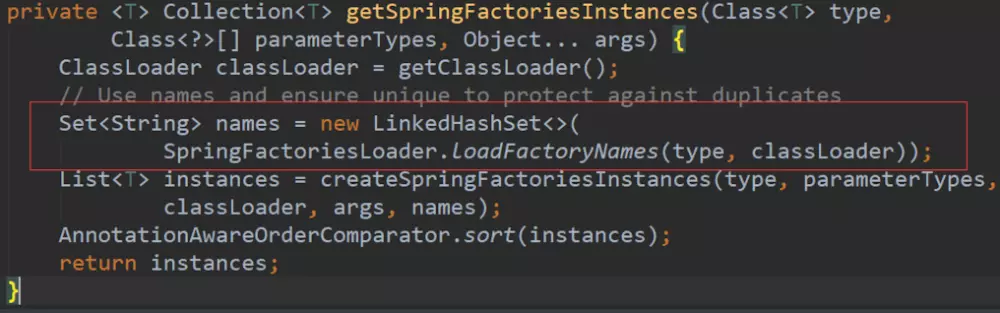 private <T> Collection<T> getSpringFactoriesInstances(Class<T> type,
        Class<?>[] parameterTypes, Object... args) {
    ClassLoader classLoader = getClassLoader();
    // Use names and ensure unique to protect against duplicates
    Set<String> names = new LinkedHashSet<>(
            SpringFactoriesLoader.loadFactoryNames(type, classLoader));
    List<T> instances = createSpringFactoriesInstances(type, parameterTypes,
            classLoader, args, names);
    AnnotationAwareOrderComparator.sort(instances);
    return instances;
}